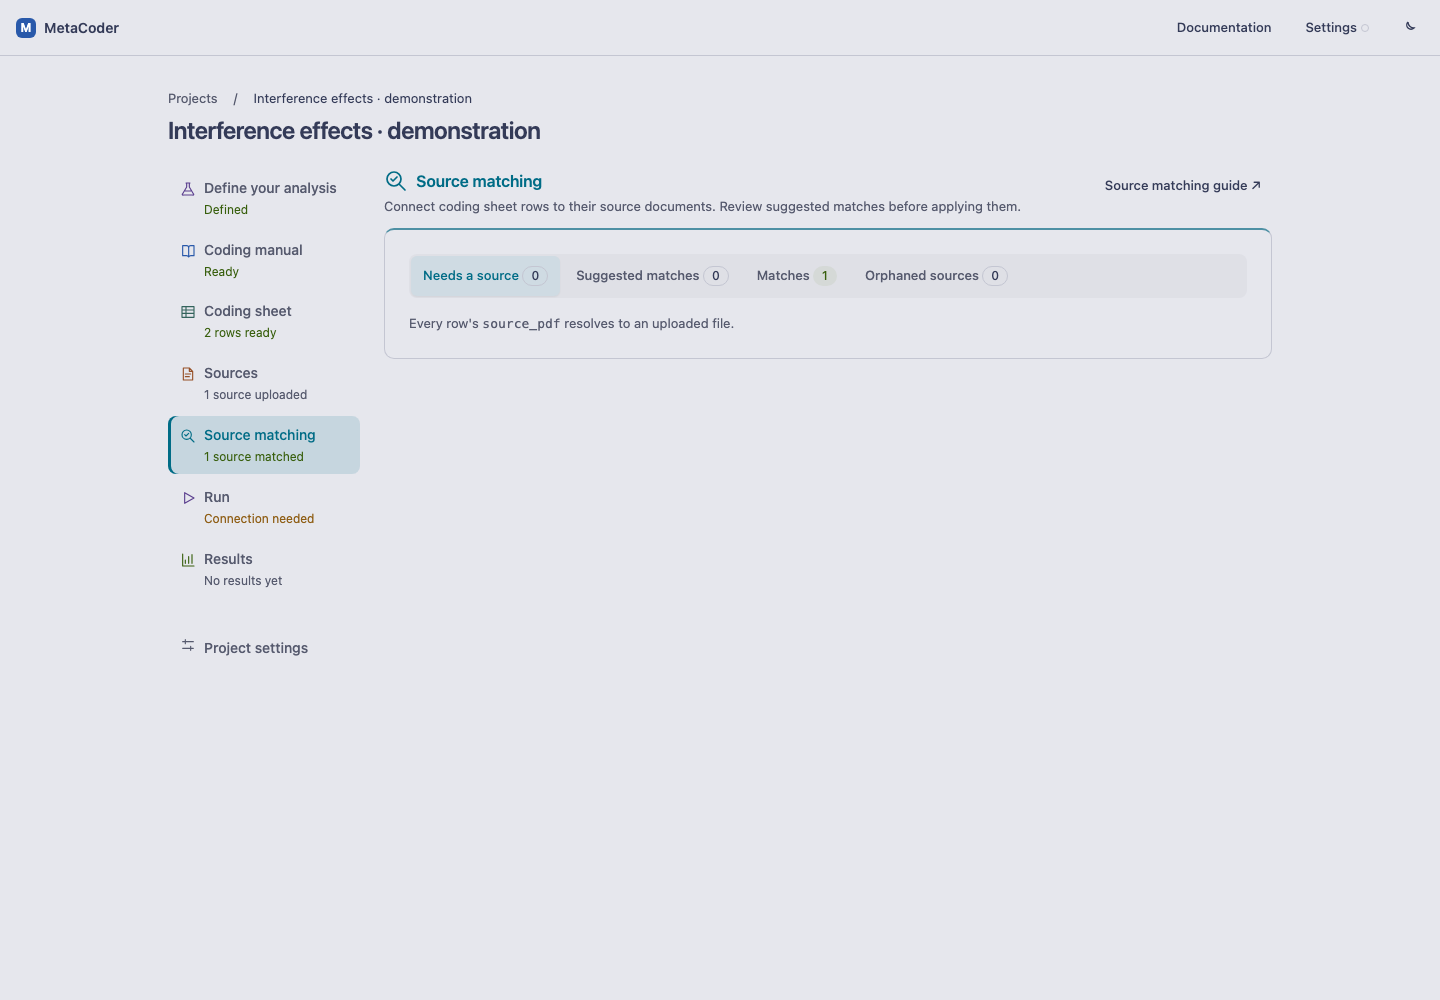 M MetaCoder
Documentation
Settings
Projects / Interference effects · demonstration
Interference effects · demonstration
Define your analysis
Defined
Coding manual
Ready
Coding sheet
2 rows ready
Sources
1 source uploaded
Source matching
1 source matched
Run
Connection needed
Results
No results yet
Project settings
Source matching
Source matching guide ↗
Connect coding sheet rows to their source documents. Review suggested matches before applying them.
Needs a source 0
Suggested matches 0
Matches 1
Orphaned sources 0
Every row's source_pdf resolves to an uploaded file.